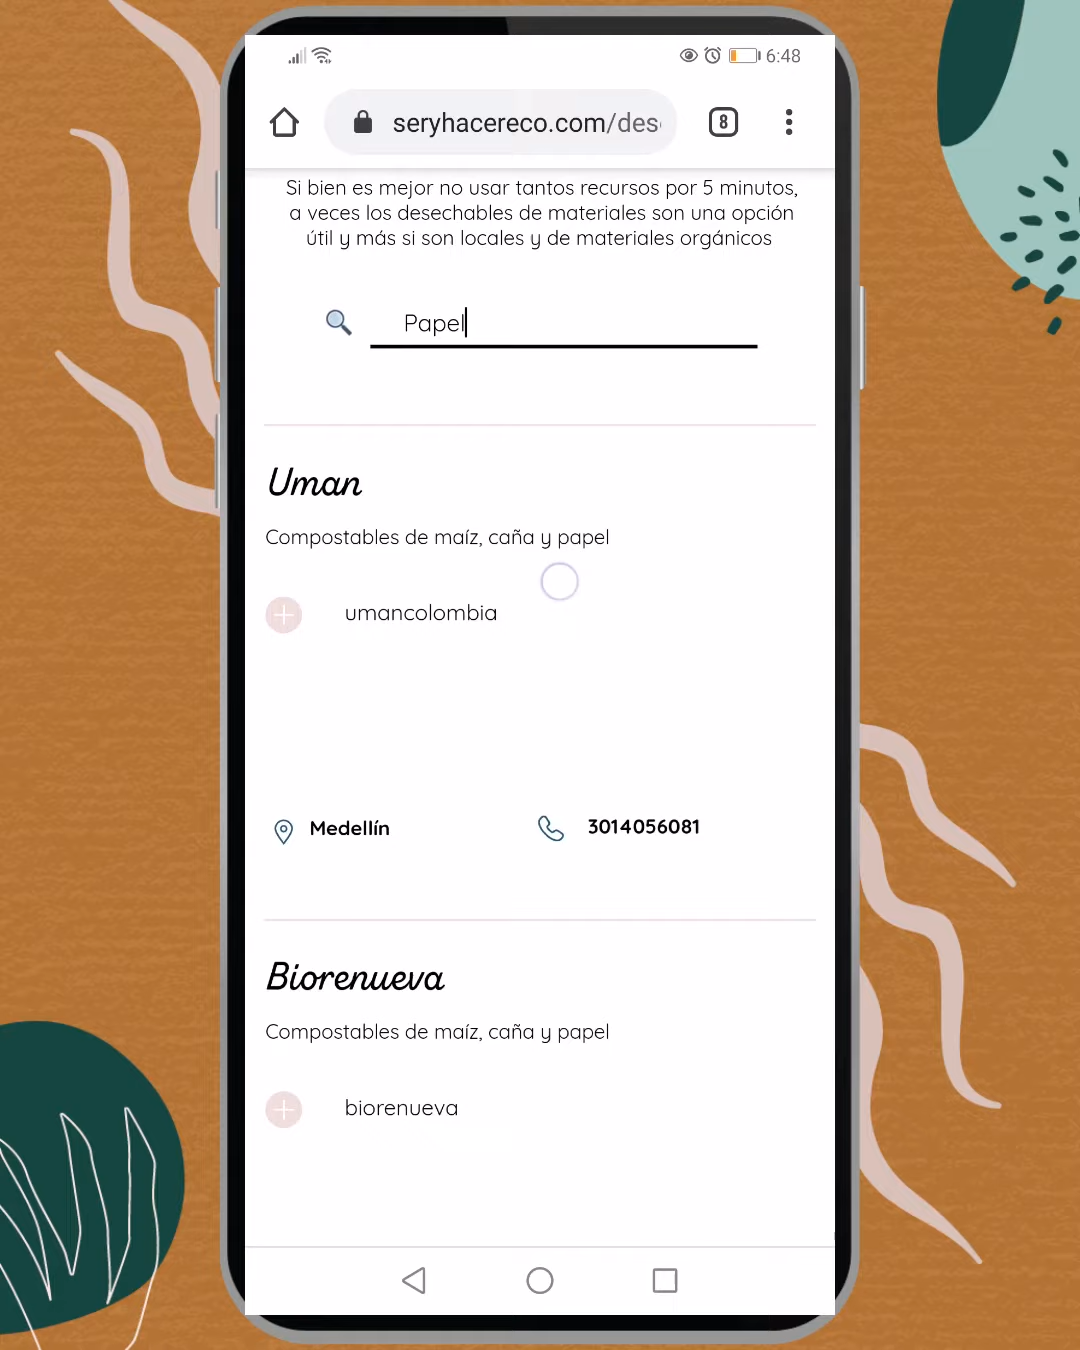 6:48
seryhacereco.com/des
8
Si bien es mejor no usar tantos recursos por 5 minutos,
a veces los desechables de materiales son una opción
útil y más si son locales y de materiales orgánicos
Papel
Uman
Compostables de maíz, caña y papel
umancolombia
Medellín
3014056081
Biorenueva
Compostables de maíz, caña y papel
biorenueva